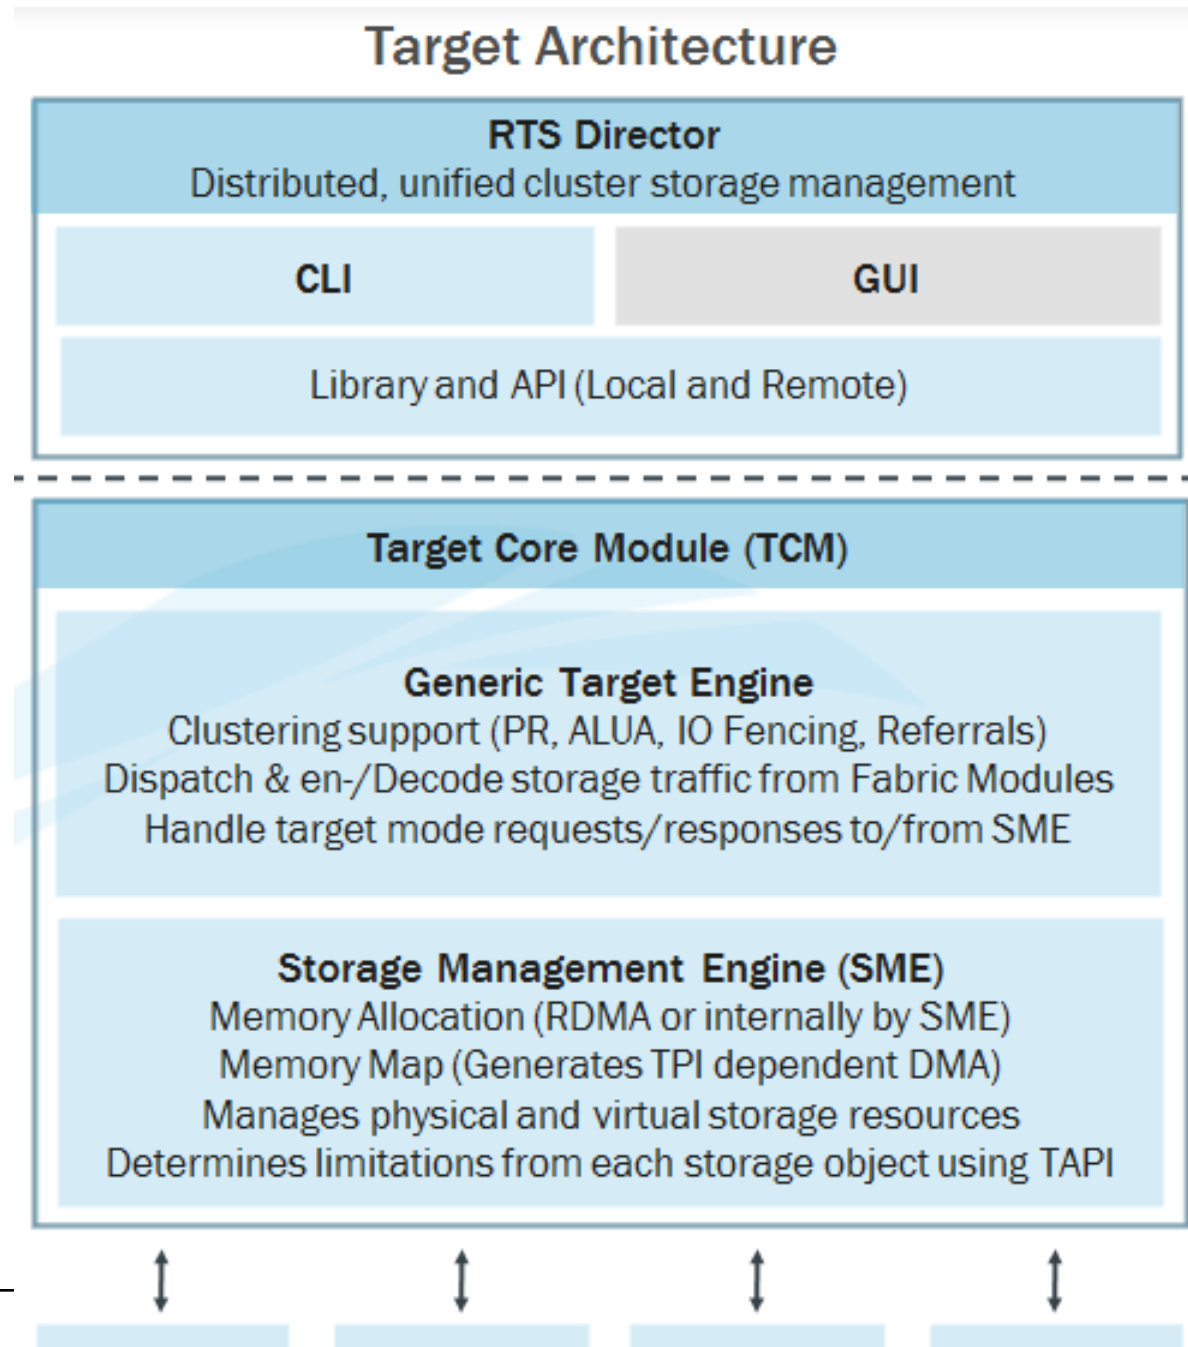 Target Architecture
RTS Director
Distributed, unified cluster storage management
CLI
GUI
Library and API (Local and Remote)
Target Core Module (TCM)
Generic Target Engine
Clustering support (PR, ALUA, IO Fencing, Referrals)
Dispatch & en-/Decode storage traffic from Fabric Modules
Handle target mode requests/responses to/from SME
Storage Management Engine (SME)
Memory Allocation (RDMA or internally by SME)
Memory Map (Generates TPI dependent DMA)
Manages physical and virtual storage resources
Determines limitations from each storage object using TAPI